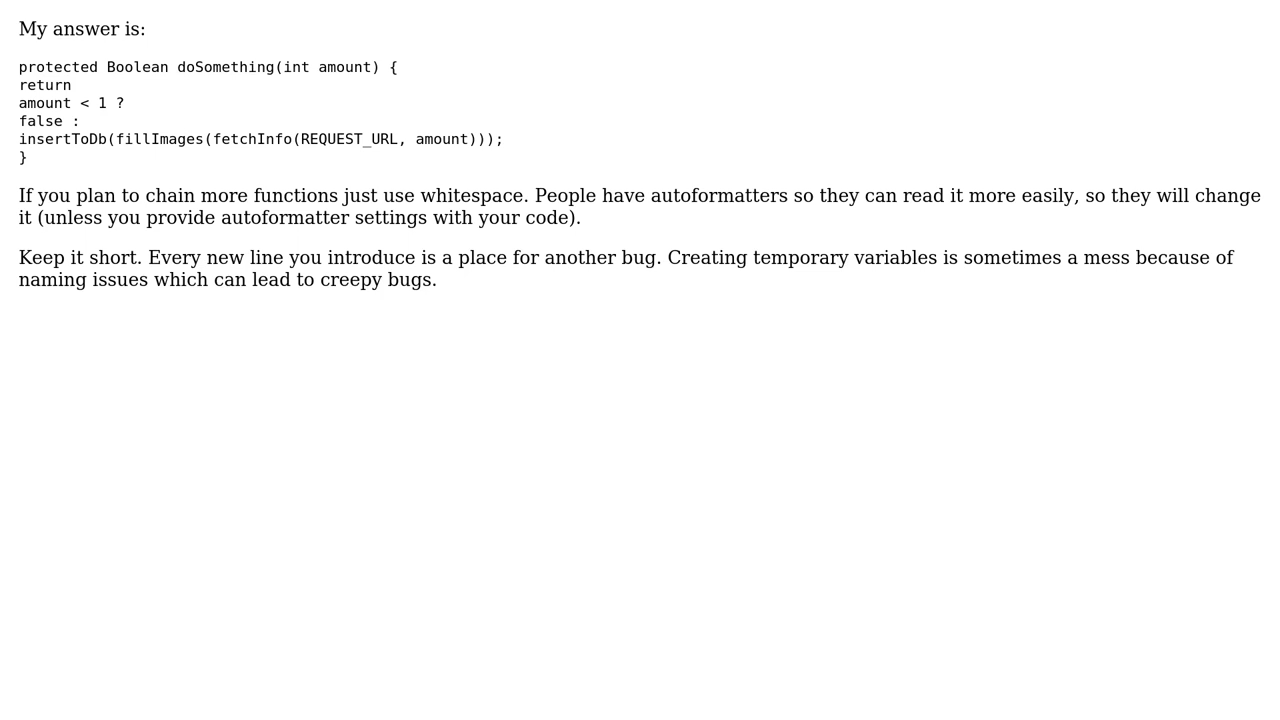 My answer is:
protected Boolean doSomething(int amount) {
return
amount < 1 ?
false :
insertToDb(fillImages(fetchInfo(REQUEST_URL, amount)));
}
If you plan to chain more functions just use whitespace. People have autoformatters so they can read it more easily, so they will change
it (unless you provide autoformatter settings with your code).
Keep it short. Every new line you introduce is a place for another bug. Creating temporary variables is sometimes a mess because of
naming issues which can lead to creepy bugs.